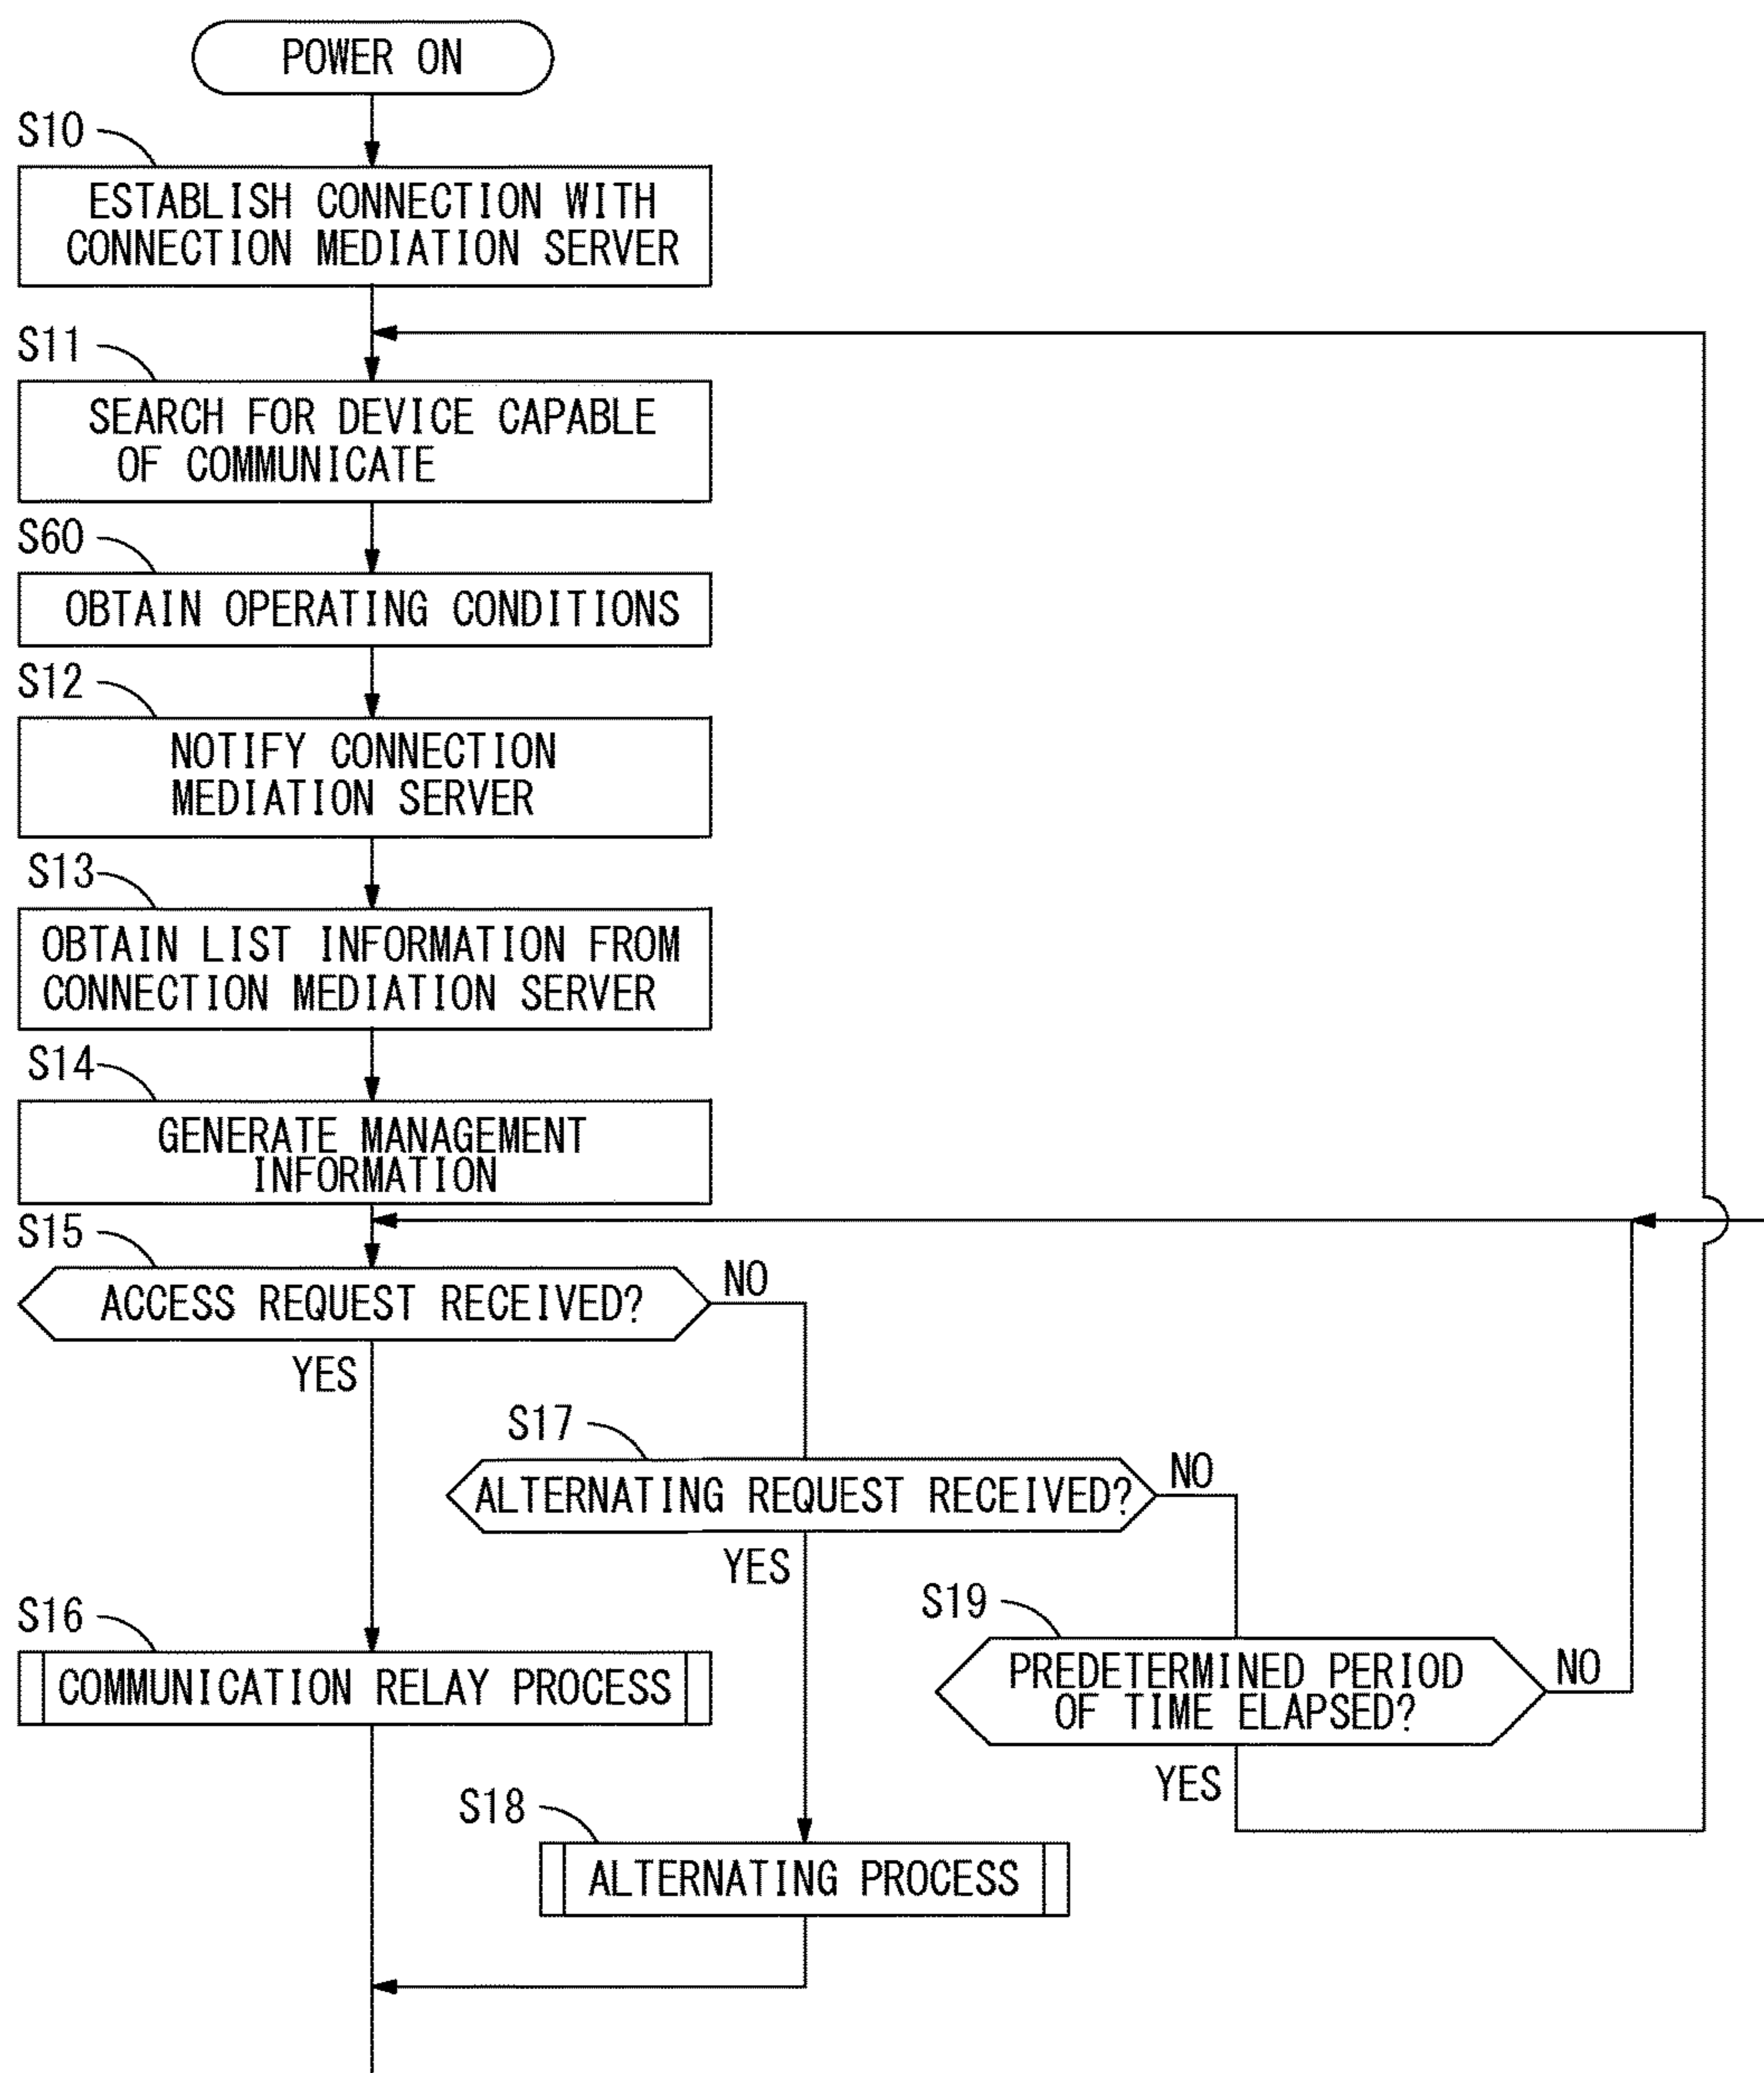 POWER ON
S10
ESTABLISH CONNECTION WITH
CONNECTION MEDIATION SERVER
S11
SEARCH FOR DEVICE CAPABLE
OF COMMUNICATE
S60
OBTAIN OPERATING CONDITIONS
S12
NOTIFY CONNECTION
MEDIATION SERVER
S13
OBTAIN LIST INFORMATION FROM
CONNECTION MEDIATION SERVER
S14
GENERATE MANAGEMENT
INFORMATION
S15
ACCESS REQUEST RECEIVED?
NO
YES
S17
ALTERNATING REQUEST RECEIVED?
NO
YES
S19
PREDETERMINED PERIOD
OF TIME ELAPSED?
NO
YES
S16
COMMUNICATION RELAY PROCESS
S18
ALTERNATING PROCESS